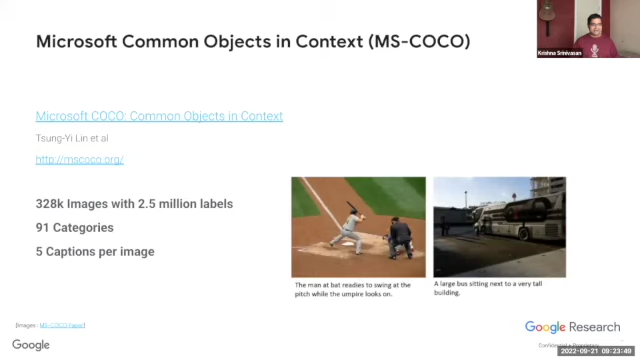 Microsoft Common Objects in Context (MS-COCO)
Krishna Srinivasan
Microsoft COCO: Common Objects in Context
Tsung-Yi Lin et al
http://mscoco.org/
328k Images with 2.5 million labels
91 Categories
5 Captions per image
The man at bat readies to swing at the
pitch while the umpire looks on.
A large bus sitting next to a very tall
building.
[Images : MS-COCO Paper]
Google
Google Research
Confidential + Proprietary
2022-09-21 09:23:49